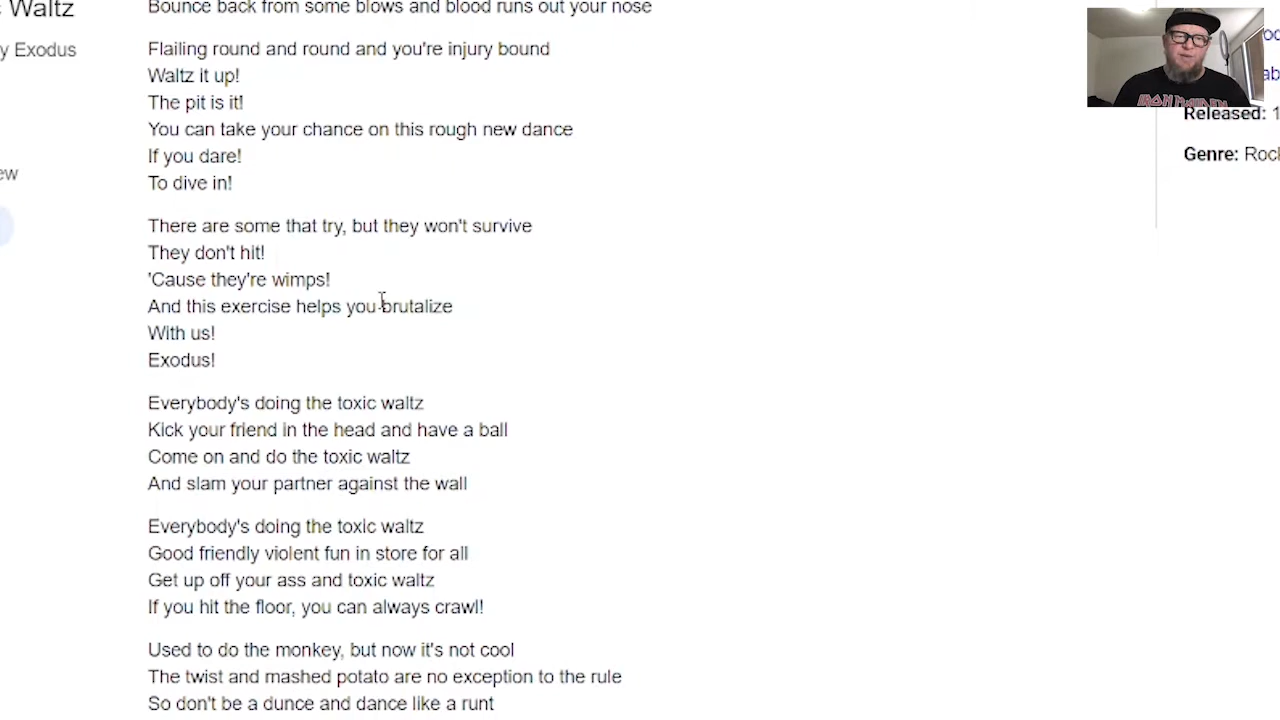 Waltz
y Exodus
ew
Bounce back from some blows and blood runs out your nose
Flailing round and round and you're injury bound
Waltz it up!
The pit is it!
You can take your chance on this rough new dance
If you dare!
To dive in!
There are some that try, but they won't survive
They don't hit!
'Cause they're wimps!
And this exercise helps you brutalize
With us!
Exodus!
Everybody's doing the toxic waltz
Kick your friend in the head and have a ball
Come on and do the toxic waltz
And slam your partner against the wall
Everybody's doing the toxic waltz
Good friendly violent fun in store for all
Get up off your ass and toxic waltz
If you hit the floor, you can always crawl!
Used to do the monkey, but now it's not cool
The twist and mashed potato are no exception to the rule
So don't be a dunce and dance like a runt
IRON MAIDEN
ab
Released: 1
Genre: Rock